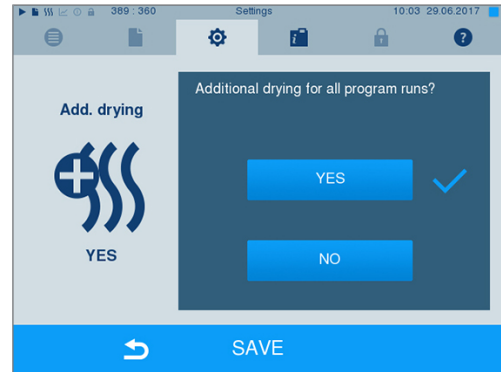 389 : 360 Settings 10:03 29.06.2017
Additional drying for all program runs?
Add. drying
YES
YES
NO
SAVE